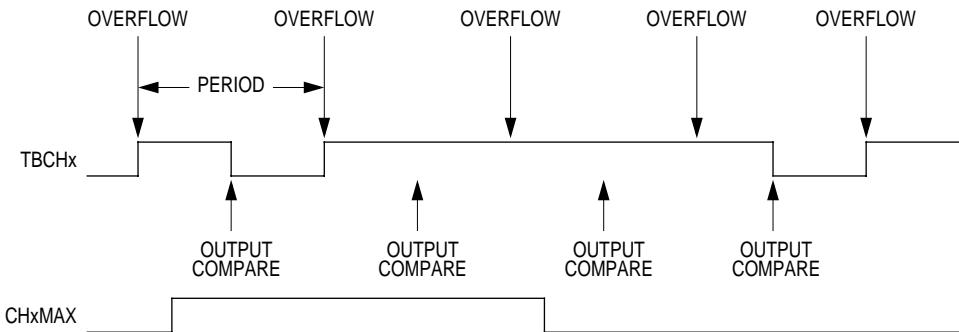 OVERFLOW OVERFLOW OVERFLOW OVERFLOW OVERFLOW
PERIOD
TBCHx
OUTPUT COMPARE
OUTPUT COMPARE
OUTPUT COMPARE
OUTPUT COMPARE
CHxMAX